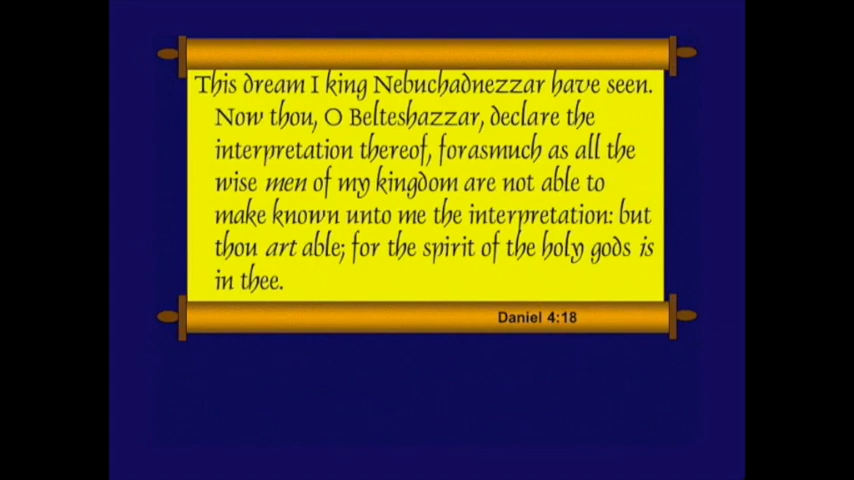 This dream I king Nebuchadnezzar have seen.
Now thou, O Belteshazzar, declare the
interpretation thereof, forasmuch as all the
wise men of my kingdom are not able to
make known unto me the interpretation: but
thou art able; for the spirit of the holy gods is
in thee.
Daniel 4:18